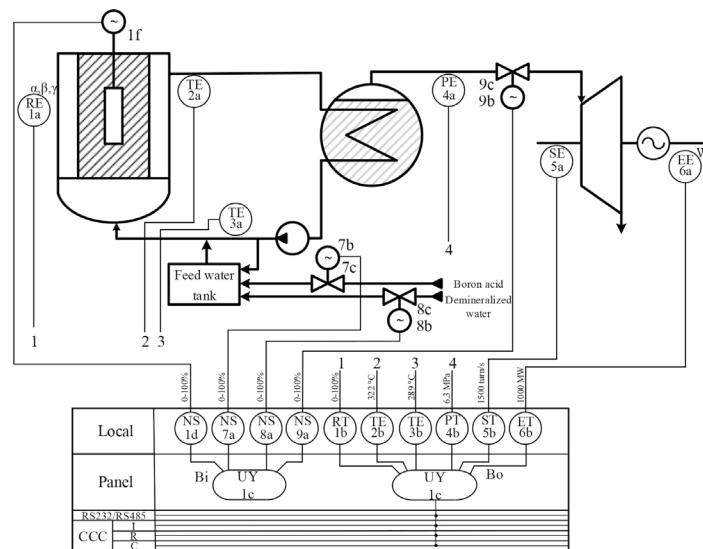 1f
α,β,γ
RE
1a
TE
2a
PE
4a
9c
9b
SE
5a
EE
6a
TE
3a
7b
7c
Feed water
tank
Boron acid
Demineralized
water
8c
8b
1
2
3
4
1
2
3
4
0-100%
0-100%
0-100%
0-100%
0-100%
322 °C
289 °C
6.3 MPa
1500 turn/s
1000 MW
Local
NS
1d
NS
7a
NS
8a
NS
9a
RT
1b
TE
2b
TE
3b
PT
4b
ST
5b
ET
6b
Panel
Bi
UY
1c
UY
1c
Bo
RS232/RS485
CCC
I
R
C